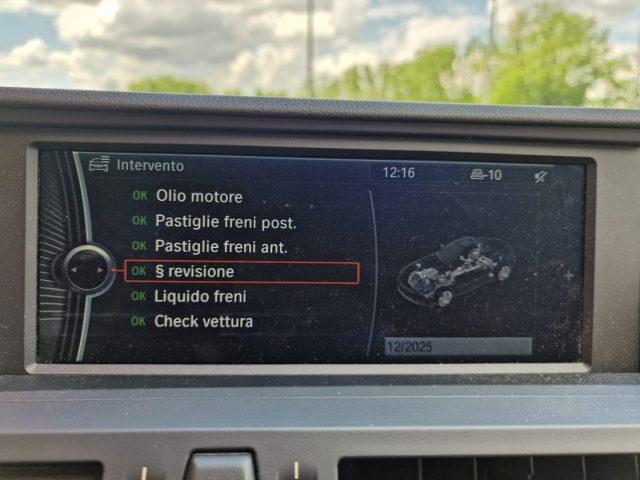 Intervento
12:16
-10
OK Olio motore
OK Pastiglie freni post.
OK Pastiglie freni ant.
OK § revisione
OK Liquido freni
OK Check vettura
12/2025